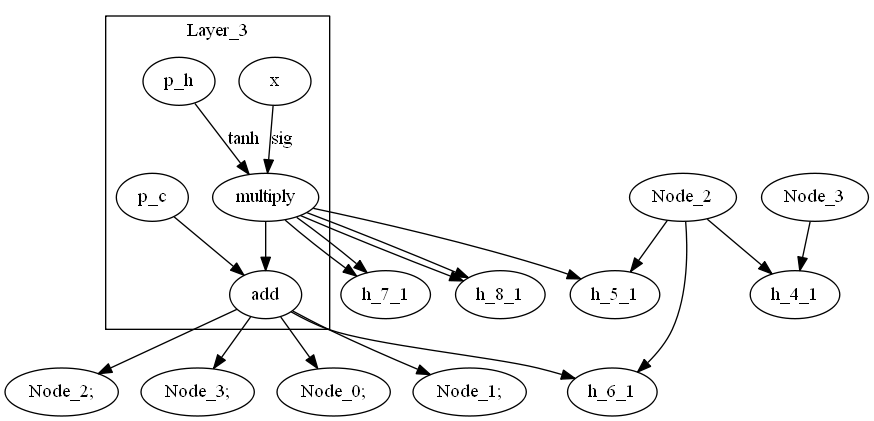 Layer_3
p_h
x
tanh
sig
p_c
multiply
Node_2
Node_3
add
h_7_1
h_8_1
h_5_1
h_4_1
Node_2;
Node_3;
Node_0;
Node_1;
h_6_1